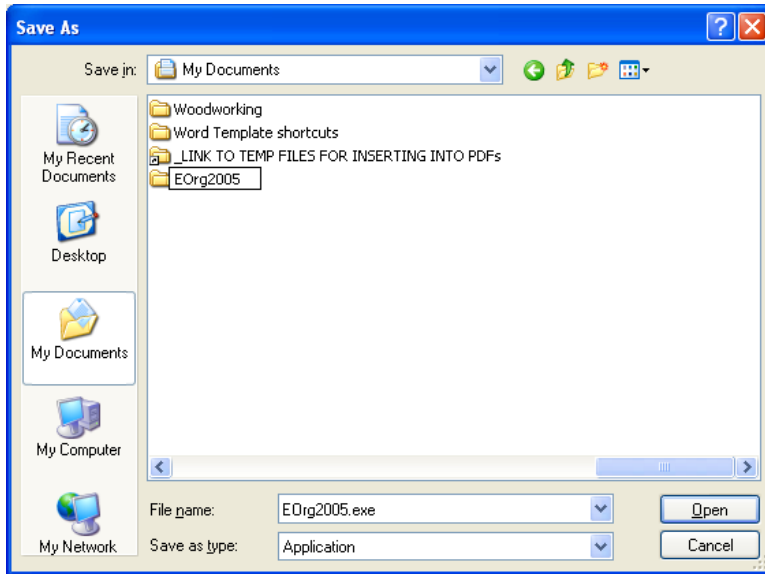 Save As
Save in:
My Documents
My Recent
Documents
Desktop
My Documents
My Computer
My Network
Woodworking
Word Template shortcuts
_LINK TO TEMP FILES FOR INSERTING INTO PDFs
EOrg2005
File name:
EOrg2005.exe
Open
Save as type:
Application
Cancel